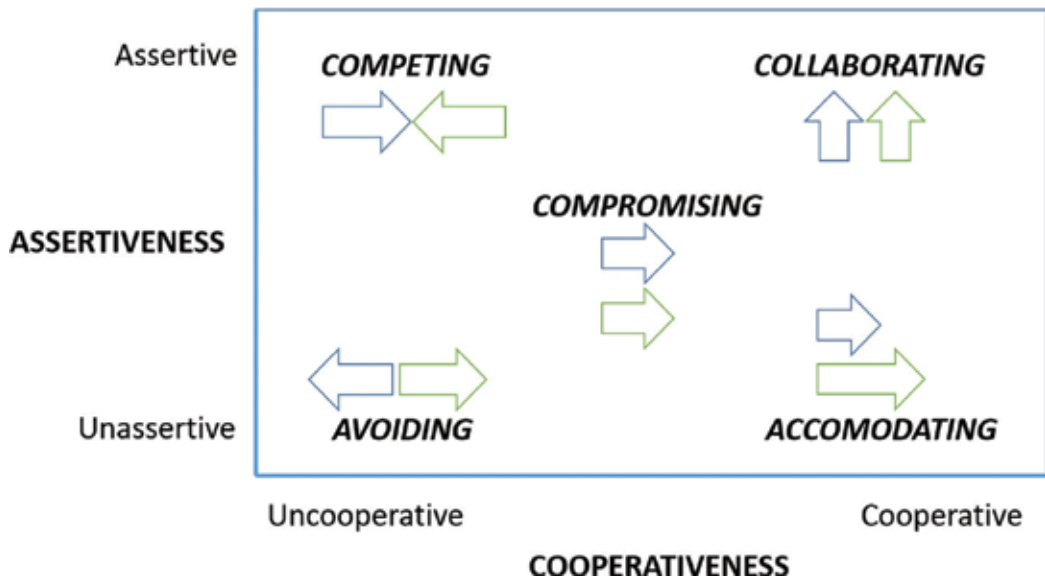 Assertive
COMPETING
COLLABORATING
COMPROMISING
ASSERTIVENESS
Unassertive
AVOIDING
ACCOMODATING
Uncooperative
Cooperative
COOPERATIVENESS